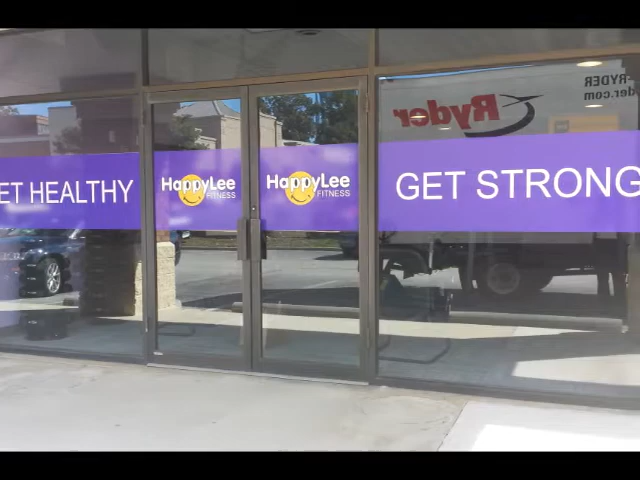 ET HEALTHY
HappyLee
FITNESS
HappyLee
FITNESS
GET STRONG
Ryder
RYDER
der.com